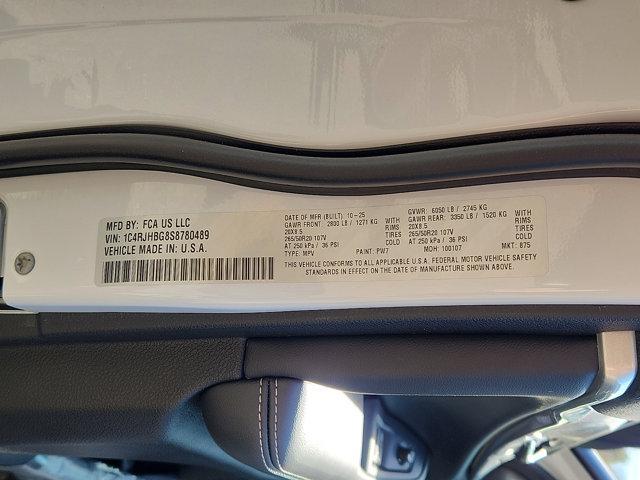 MFD BY: FCA US LLC
VIN: 1C4RJHBG8S8780489
VEHICLE MADE IN: U.S.A.
DATE OF MFR (BUILT): 10-25
GAWR FRONT: 2800 LB / 1271 KG WITH
20X8.5 RIMS
265/50R20 107V TIRES
AT 250 kPa / 36 PSI COLD
TYPE: MPV PAINT: PW7
GVWR: 6050 LB / 2745 KG
GAWR REAR: 3350 LB / 1520 KG WITH
20X8.5 RIMS
265/50R20 107V TIRES
AT 250 kPa / 36 PSI COLD
MDH: 100107 MKT: 875
THIS VEHICLE CONFORMS TO ALL APPLICABLE U.S.A. FEDERAL MOTOR VEHICLE SAFETY
STANDARDS IN EFFECT ON THE DATE OF MANUFACTURE SHOWN ABOVE.